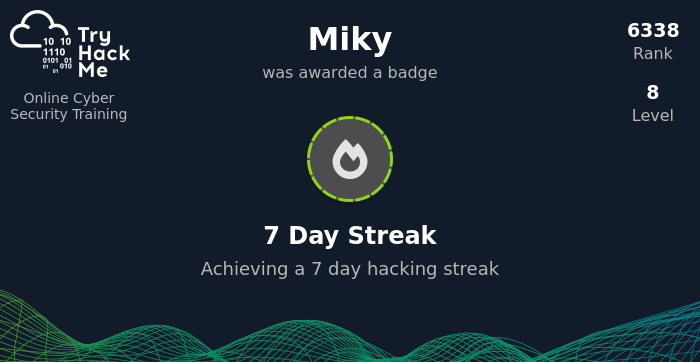 Try
Hack
Me
10 10
1110
0101 01
01 010
01
Online Cyber
Security Training
Miky
was awarded a badge
7 Day Streak
Achieving a 7 day hacking streak
6338
Rank
8
Level